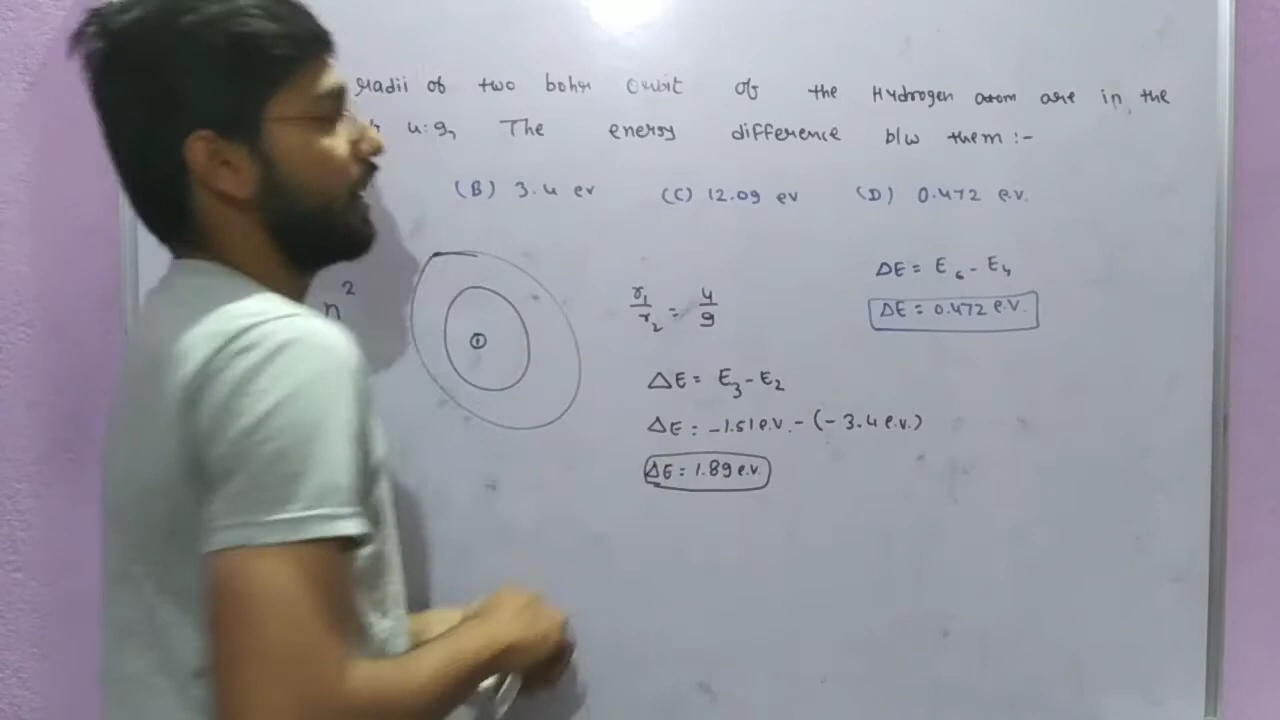 radii of two bohr orbit of the Hydrogen atom are in the
4:9, The energy difference b/w them :-
(B) 3.4 ev (C) 12.09 ev (D) 0.472 e.v.
n²
r₁/r₂ = 4/9
ΔE = E₃ - E₂
ΔE = -1.51 e.v. - (-3.4 e.v.)
ΔE = 1.89 e.v.
ΔE = E₆ - E₄
ΔE = 0.472 e.v.